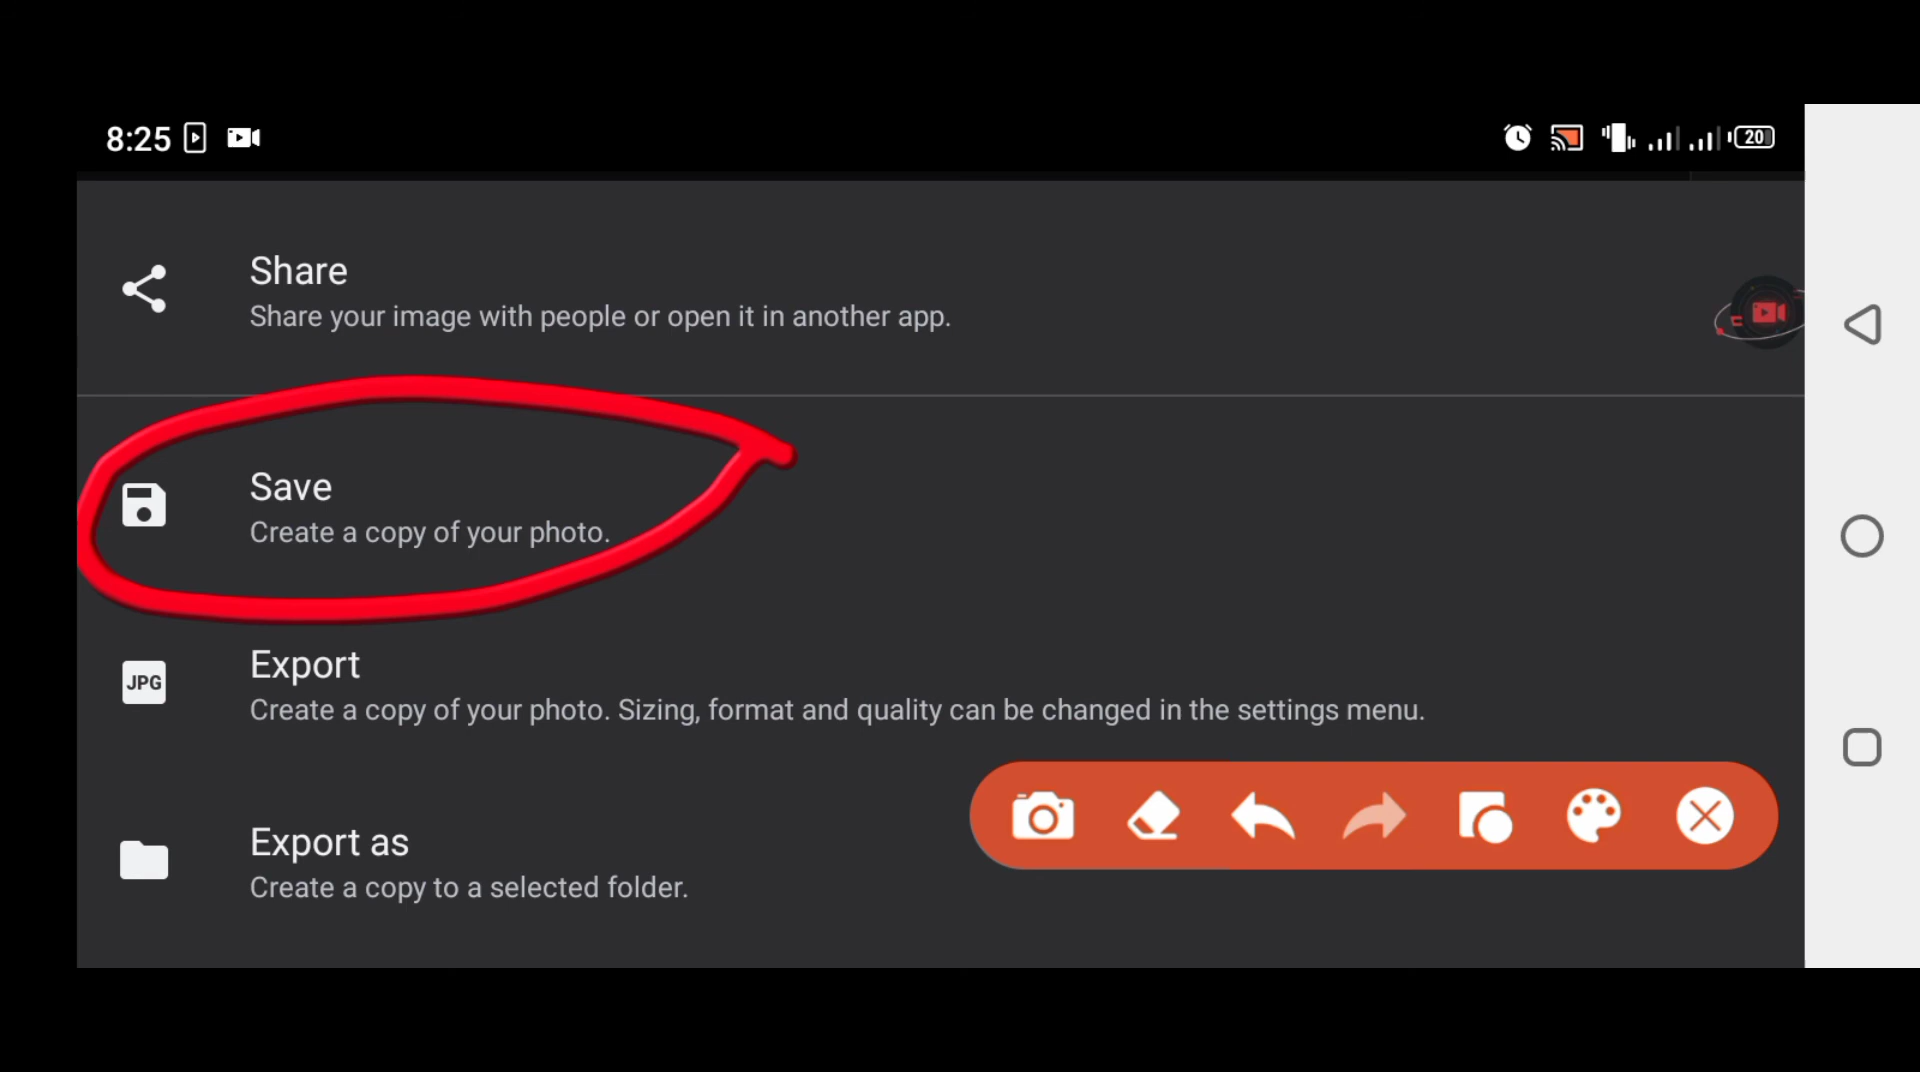 8:25
20
Share
Share your image with people or open it in another app.
Save
Create a copy of your photo.
JPG
Export
Create a copy of your photo. Sizing, format and quality can be changed in the settings menu.
Export as
Create a copy to a selected folder.